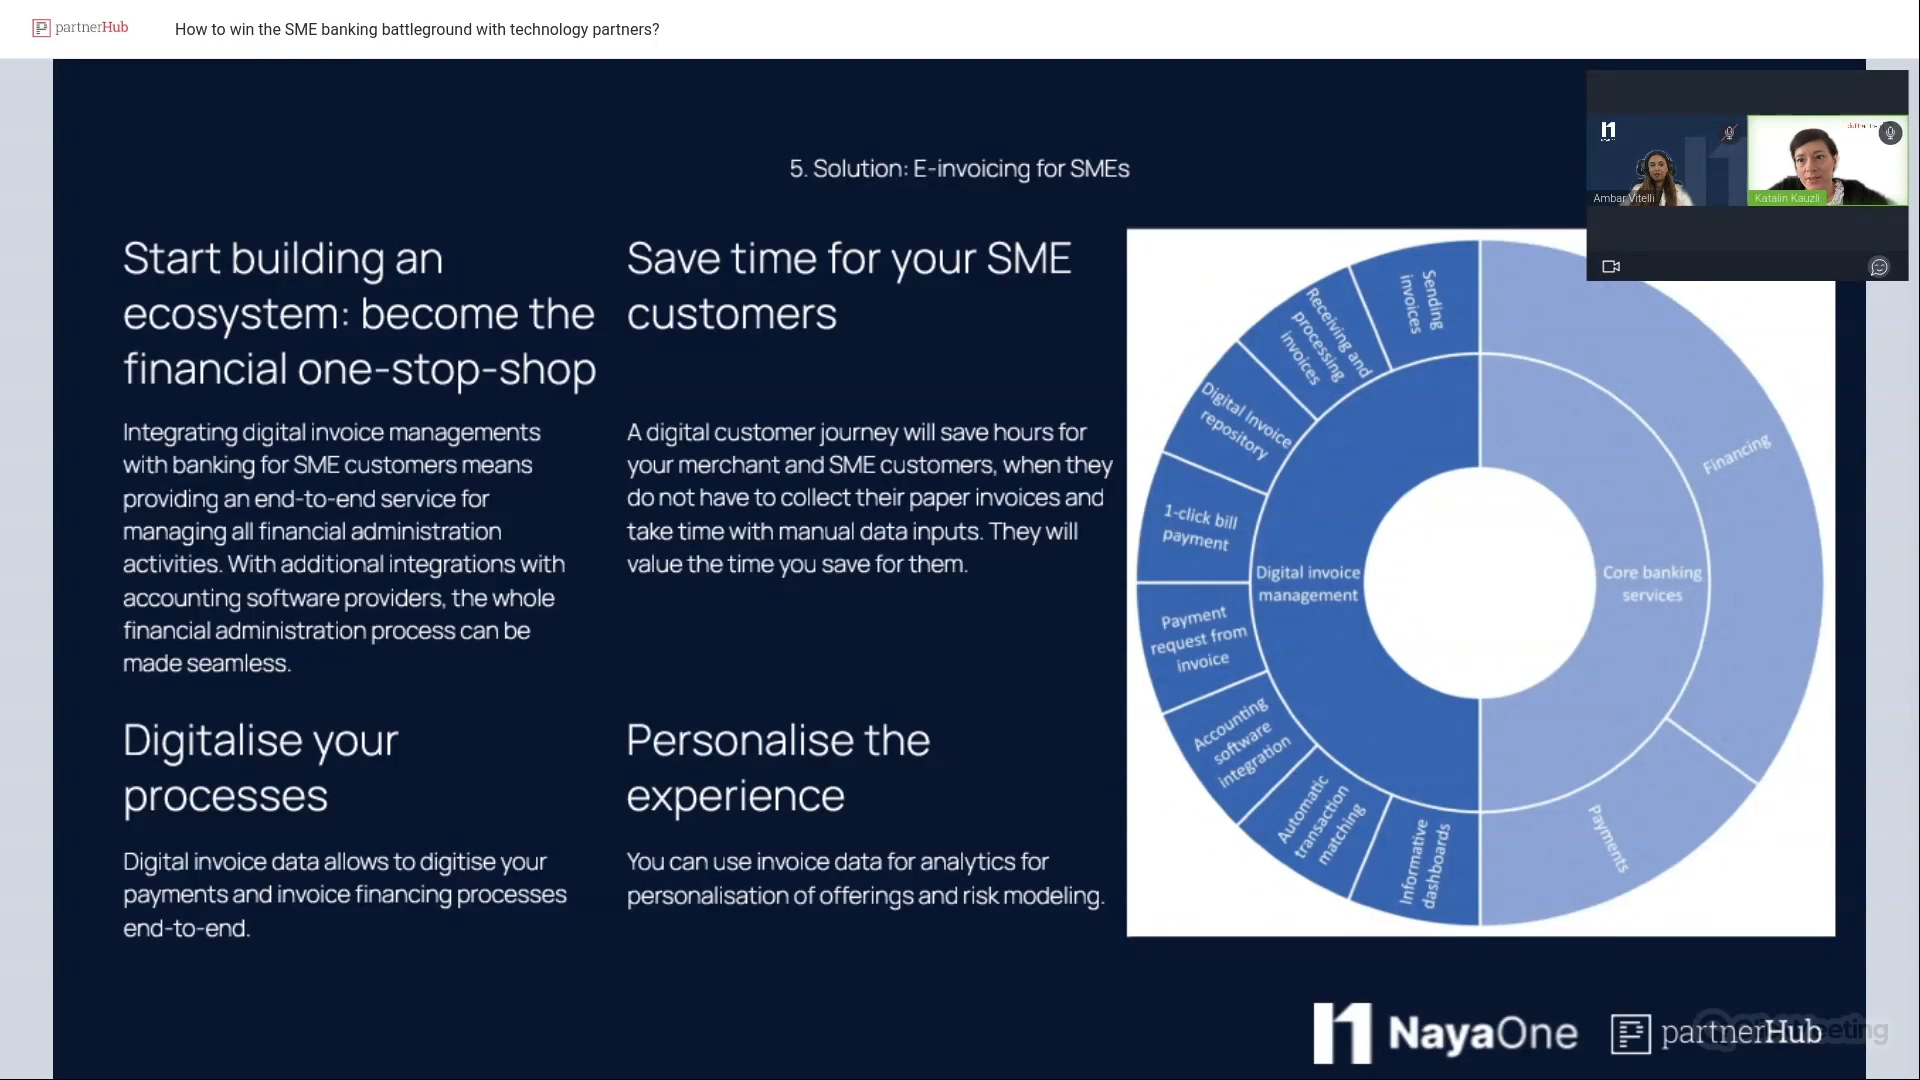 partnerHub
How to win the SME banking battleground with technology partners?
5. Solution: E-invoicing for SMEs
Ambar Vitelli
Katalin Kauzli
Start building an
ecosystem: become the
financial one-stop-shop
Integrating digital invoice managements
with banking for SME customers means
providing an end-to-end service for
managing all financial administration
activities. With additional integrations with
accounting software providers, the whole
financial administration process can be
made seamless.
Save time for your SME
customers
A digital customer journey will save hours for
your merchant and SME customers, when they
do not have to collect their paper invoices and
take time with manual data inputs. They will
value the time you save for them.
Digitalise your
processes
Digital invoice data allows to digitise your
payments and invoice financing processes
end-to-end.
Personalise the
experience
You can use invoice data for analytics for
personalisation of offerings and risk modeling.
Sending
invoices
Receiving and
processing
invoices
Digital Invoice
repository
1-click bill
payment
Payment
request from
invoice
Accounting
software
integration
Automatic
transaction
matching
Informative
dashboards
Digital invoice
management
Core banking
services
Financing
Payments
NayaOne
partnerHub